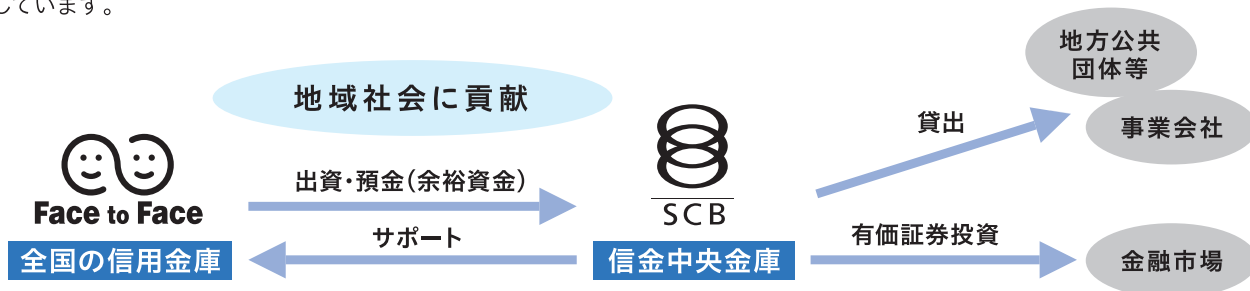 しています。
地域社会に貢献
Face to Face
全国の信用金庫
出資・預金(余裕資金)
サポート
SCB
信金中央金庫
貸出
地方公共
団体等
事業会社
有価証券投資
金融市場